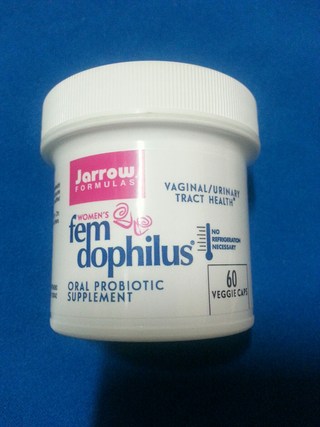 Jarrow
FORMULAS
VAGINAL/URINARY
TRACT HEALTH*
WOMEN'S
fem
dophilus®
NO
REFRIGERATION
NECESSARY
ORAL PROBIOTIC
SUPPLEMENT
60
VEGGIE CAPS